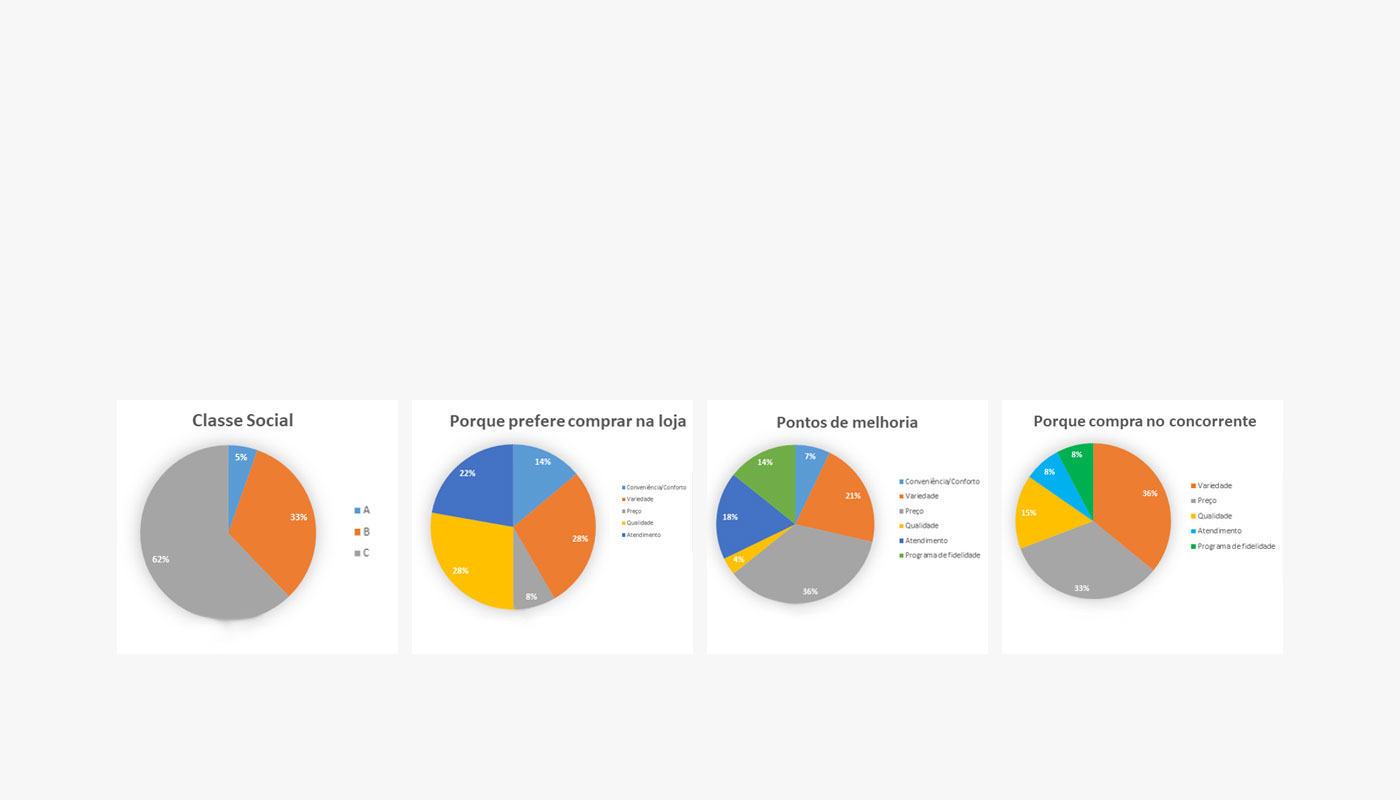 Classe Social
5%
33%
62%
A
B
C
Porque prefere comprar na loja
14%
28%
8%
28%
22%
Conveniência/Conforto
Variedade
Preço
Qualidade
Atendimento
Pontos de melhoria
7%
21%
36%
4%
18%
14%
Conveniência/Conforto
Variedade
Preço
Qualidade
Atendimento
Programa de fidelidade
Porque compra no concorrente
36%
33%
15%
8%
8%
Variedade
Preço
Qualidade
Atendimento
Programa de fidelidade